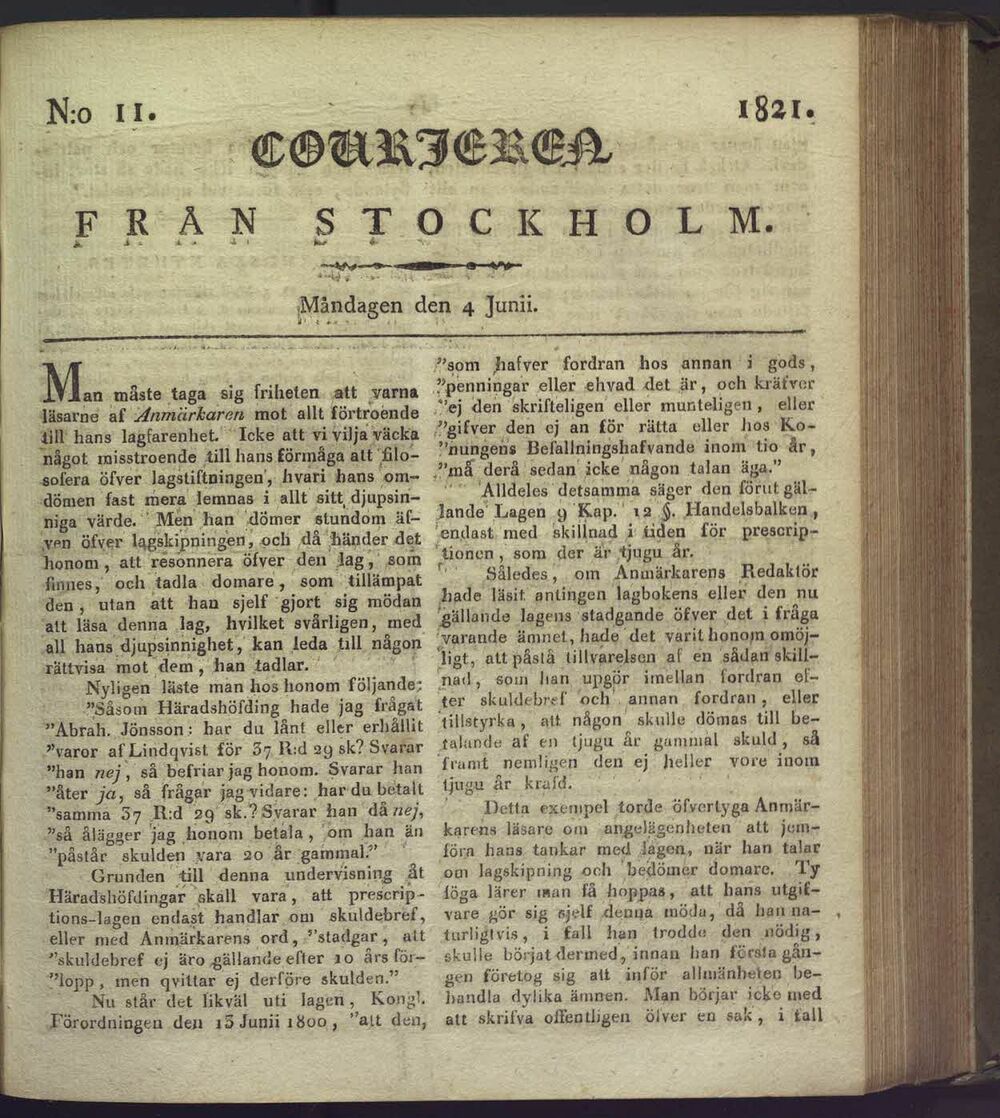 N:o 11.
1821.
COURIEREN
FRÅN STOCKHOLM.
Måndagen den 4 Junii.
Man måste taga sig friheten att varna
läsarne af Anmärkaren mot allt förtroende
till hans lagfarenhet. Icke att vi vilja väcka
något misstroende till hans förmåga att filo-
sofera öfver lagstiftningen, hvari hans om-
dömen fast mera lemnas i allt sitt djupsin-
niga värde. Men han dömer stundom äf-
ven öfver lagskipningen, och då händer det
honom, att resonnera öfver den lag, som
finnes, och tadla domare, som tillämpat
den, utan att han sjelf gjort sig mödan
att läsa denna lag, hvilket svårligen, med
all hans djupsinnighet, kan leda till någon
rättvisa mot dem, han tadlar.
Nyligen läste man hos honom följande:
"Såsom Häradshöfding hade jag frågat
"Abrah. Jönsson: har du lånt eller erhållit
"varor af Lindqvist för 37 R:d 29 sk? Svarar
"han nej, så befriar jag honom. Svarar han
"åter ja, så frågar jag vidare: har du betalt
"samma 37 R:d 29 sk.? Svarar han då nej,
"så ålägger jag honom betala, om han än
"påstår skulden vara 20 år gammal."
Grunden till denna undervisning åt
Häradshöfdingar skall vara, att prescrip-
tions-lagen endast handlar om skuldebref,
eller med Anmärkarens ord, "stadgar, att
"skuldebref ej äro gällande efter 10 års för-
"lopp, men qvittar ej derföre skulden."
Nu står det likväl uti lagen, Kongl.
Förordningen den 13 Junii 1800, "att den,
"som hafver fordran hos annan i gods,
"penningar eller ehvad det är, och kräfver
"ej den skrifteligen eller munteligen, eller
"gifver den ej an för rätta eller hos Ko-
"nungens Befallningshafvande inom tio år,
"må derå sedan icke någon talan äga."
Alldeles detsamma säger den förut gäl-
lande Lagen 9 Kap. 12 §. Handelsbalken,
endast med skillnad i tiden för prescrip-
tionen, som der är tjugu år.
Således, om Anmärkarens Redaktör
hade läsit antingen lagbokens eller den nu
gällande lagens stadgande öfver det i fråga
varande ämnet, hade det varit honom omöj-
ligt, att påstå tillvarelsen af en sådan skill-
nad, som han upgör imellan fordran ef-
ter skuldebref och annan fordran, eller
tillstyrka, att någon skulle dömas till be-
talande af en tjugu år gammal skuld, så
framt nemligen den ej heller vore inom
tjugu år kräfd.
Detta exempel torde öfvertyga Anmär-
karens läsare om angelägenheten att jem-
föra hans tankar med lagen, när han talar
om lagskipning och bedömer domare. Ty
föga lärer man få hoppas, att hans utgif-
vare gör sig sjelf denna möda, då han na-
turligtvis, i fall han trodde den nödig,
skulle börjat dermed, innan han första gån-
gen företog sig att inför allmänheten be-
handla dylika ämnen. Man börjar icke med
att skrifva offentligen öfver en sak, i fall